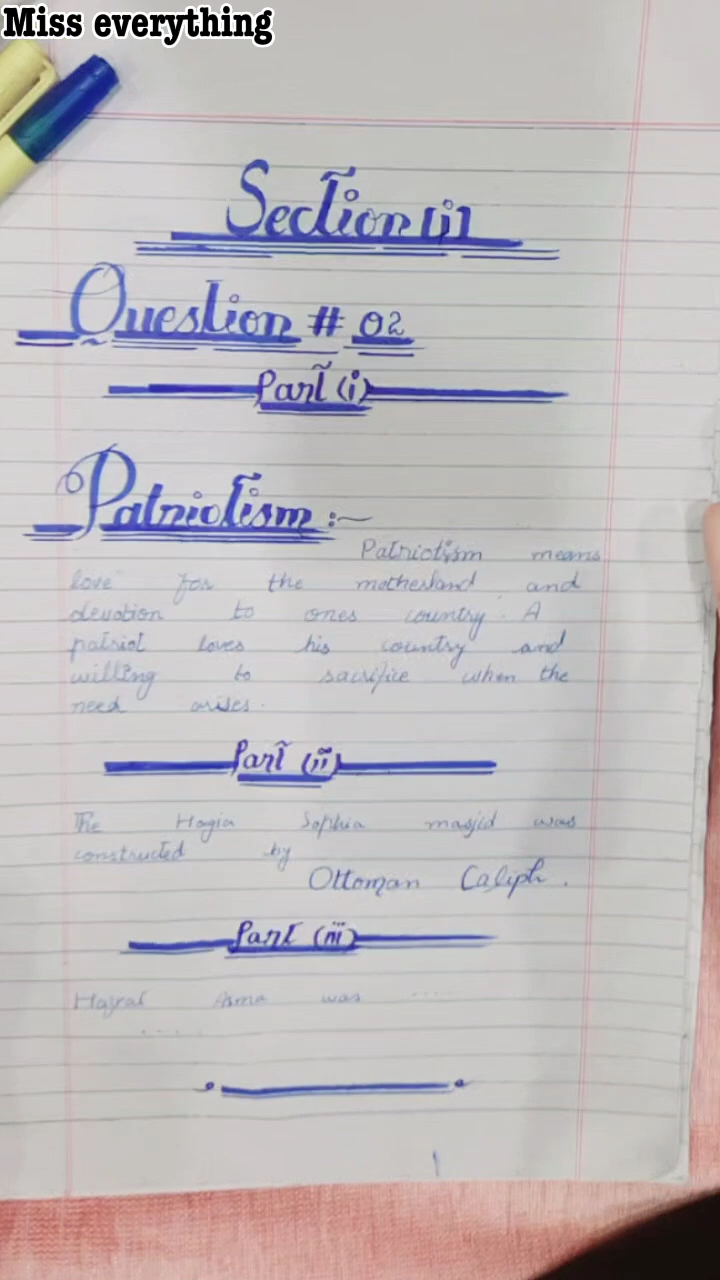 Miss everything
Section (ii)
Question # 02
Part (i)
Patriotism :-
Patriotism means
love for the motherland and
devotion to ones country. A
patriot loves his country and
willing to sacrifice when the
need arises.
Part (ii)
The Hagia Sophia masjid was
constructed by
Ottoman Caliph.
Part (iii)
Hazrat Asma was ....
....